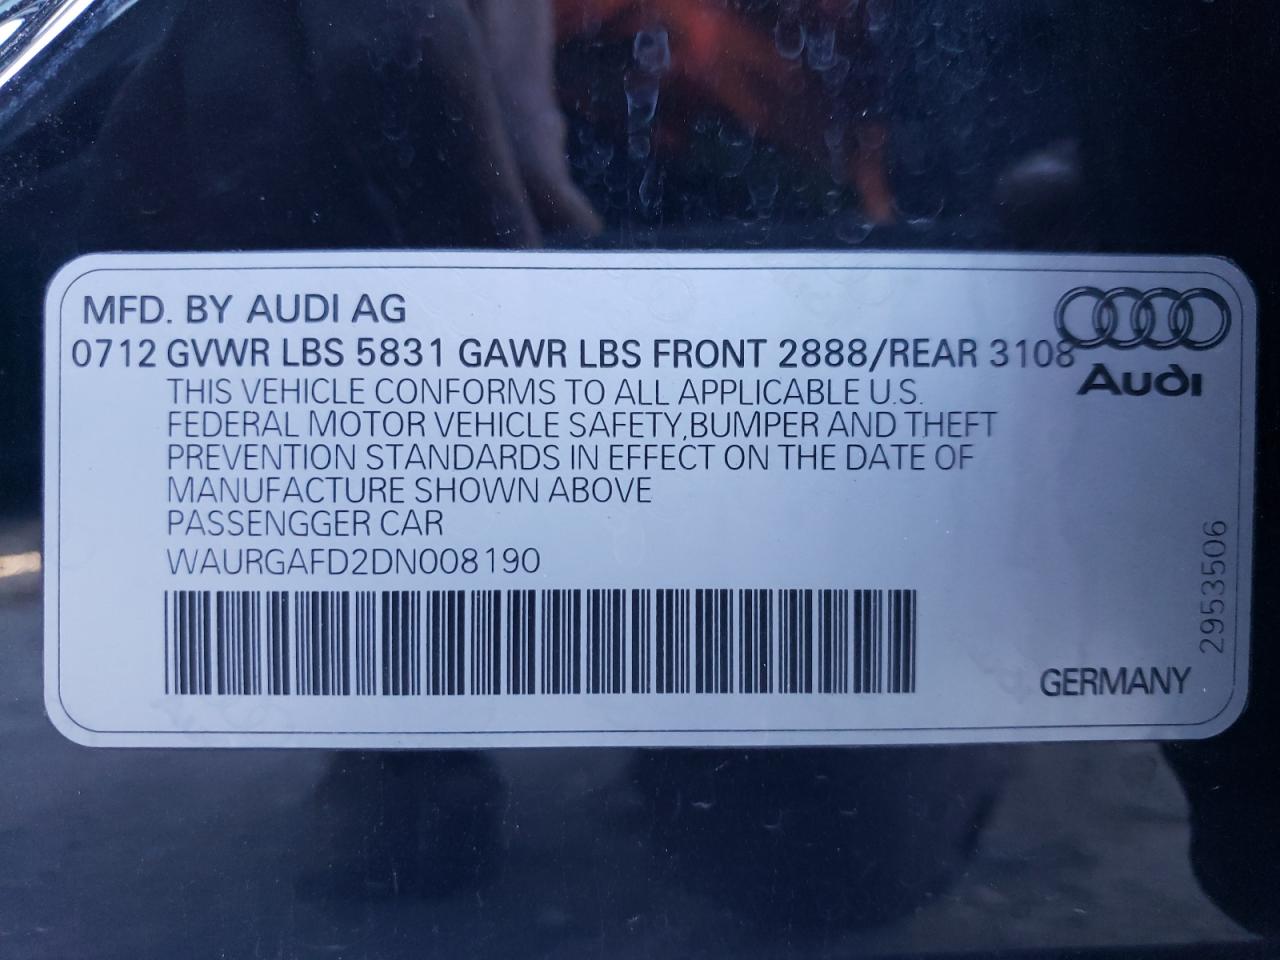 MFD. BY AUDI AG
0712 GVWR LBS 5831 GAWR LBS FRONT 2888/REAR 3108
Audi
THIS VEHICLE CONFORMS TO ALL APPLICABLE U.S.
FEDERAL MOTOR VEHICLE SAFETY,BUMPER AND THEFT
PREVENTION STANDARDS IN EFFECT ON THE DATE OF
MANUFACTURE SHOWN ABOVE
PASSENGGER CAR
WAURGAFD2DN008190
2953506
GERMANY